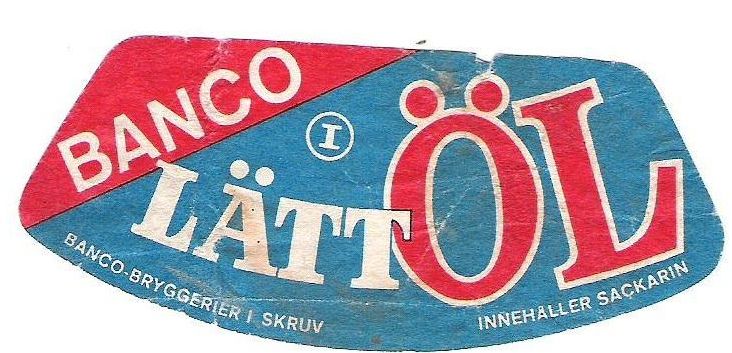 BANCO
I
LÄTTÖL
BANCO-BRYGGERIER I SKRUV
INNEHÅLLER SACKARIN